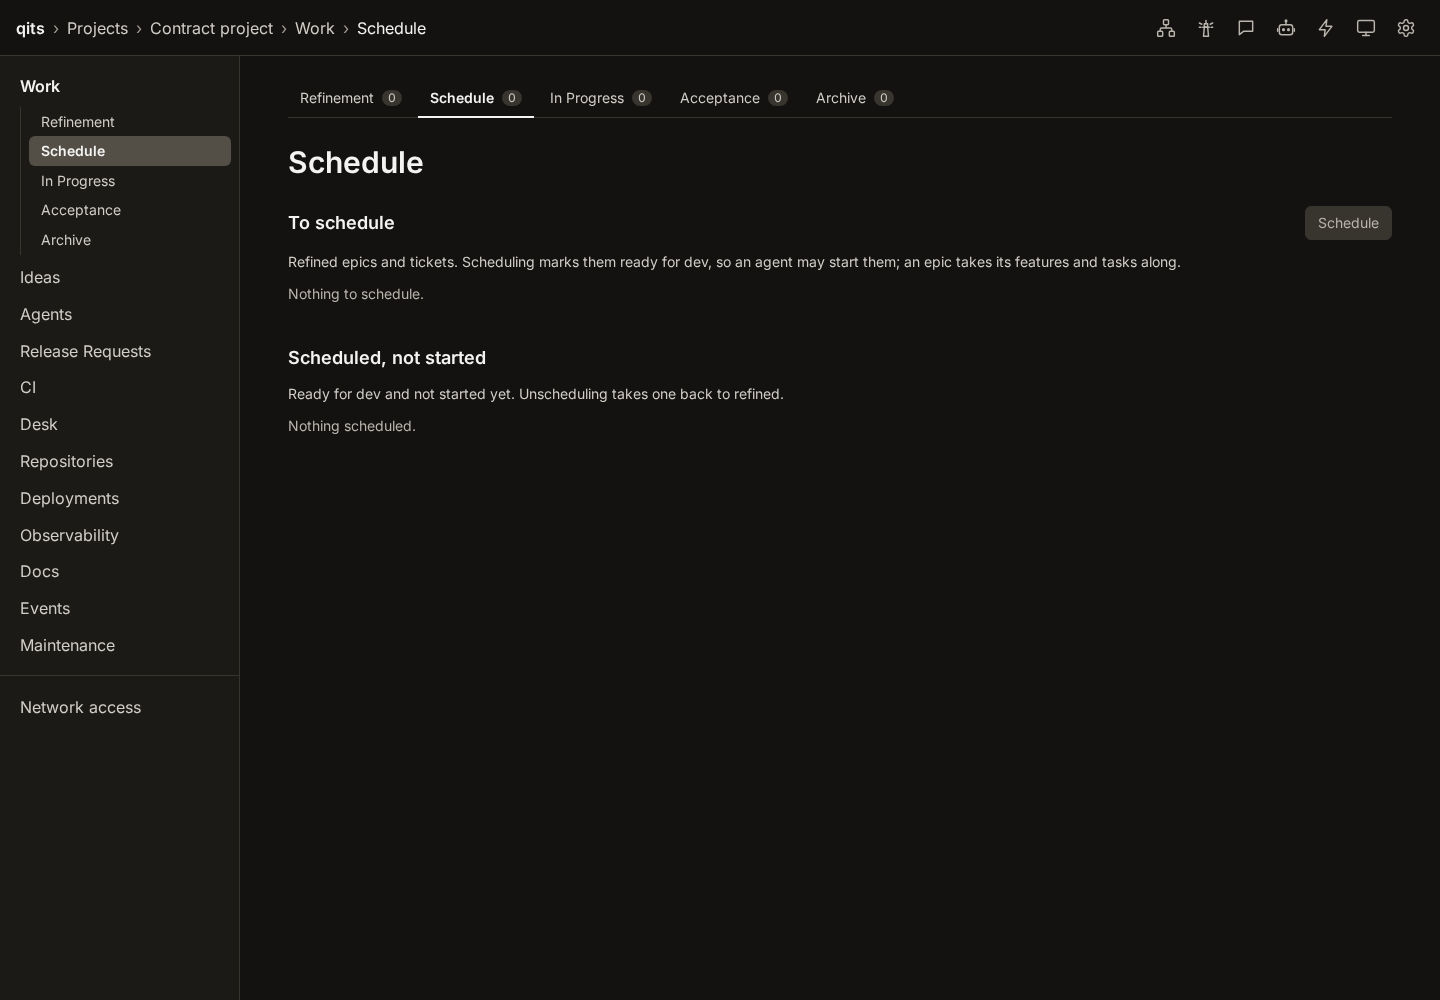 qits › Projects › Contract project › Work › Schedule
Work
Refinement
Schedule
In Progress
Acceptance
Archive
Ideas
Agents
Release Requests
CI
Desk
Repositories
Deployments
Observability
Docs
Events
Maintenance
Network access
Refinement 0 Schedule 0 In Progress 0 Acceptance 0 Archive 0
Schedule
To schedule
Schedule
Refined epics and tickets. Scheduling marks them ready for dev, so an agent may start them; an epic takes its features and tasks along.
Nothing to schedule.
Scheduled, not started
Ready for dev and not started yet. Unscheduling takes one back to refined.
Nothing scheduled.